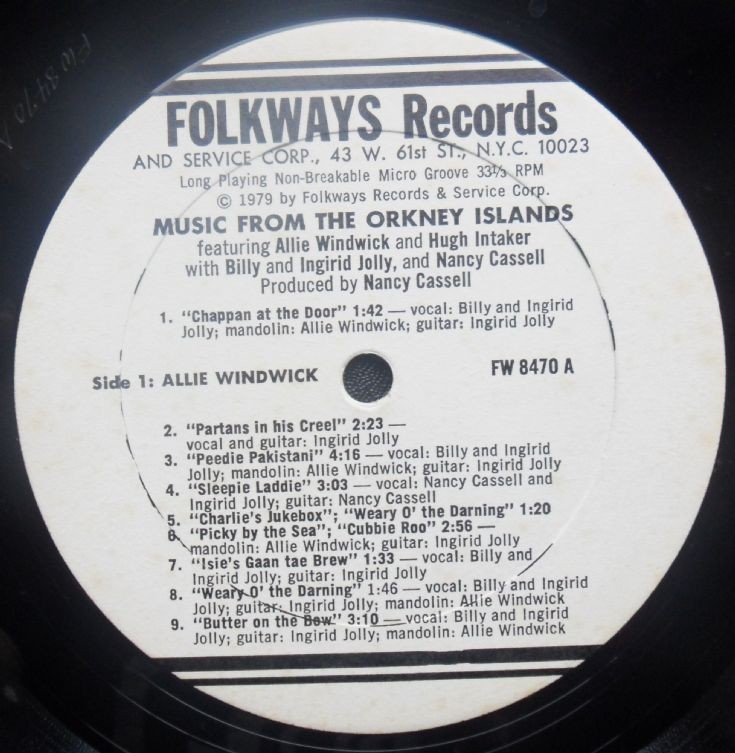 FOLKWAYS Records
AND SERVICE CORP., 43 W. 61st ST., N.Y.C. 10023
Long Playing Non-Breakable Micro Groove 33⅓ RPM
© 1979 by Folkways Records & Service Corp.
MUSIC FROM THE ORKNEY ISLANDS
featuring Allie Windwick and Hugh Intaker
with Billy and Ingirid Jolly, and Nancy Cassell
Produced by Nancy Cassell
1. "Chappan at the Door" 1:42 — vocal: Billy and Ingirid
Jolly; mandolin: Allie Windwick; guitar: Ingirid Jolly
Side 1: ALLIE WINDWICK
FW 8470 A
2. "Partans in his Creel" 2:23 —
vocal and guitar: Ingirid Jolly
3. "Peedie Pakistani" 4:16 — vocal: Billy and Ingirid
Jolly; mandolin: Allie Windwick; guitar: Ingirid Jolly
4. "Sleepie Laddie" 3:03 — vocal: Nancy Cassell and
Ingirid Jolly; guitar: Nancy Cassell
5. "Charlie's Jukebox"; "Weary O' the Darning" 1:20
6. "Picky by the Sea"; "Cubbie Roo" 2:56 —
mandolin: Allie Windwick; guitar: Ingirid Jolly
7. "Isie's Gaan tae Brew" 1:33 — vocal: Billy and
Ingirid Jolly; guitar: Ingirid Jolly
8. "Weary O' the Darning" 1:46 — vocal: Billy and Ingirid
Jolly; guitar: Ingirid Jolly; mandolin: Allie Windwick
9. "Butter on the Bow" 3:10 — vocal: Billy and Ingirid
Jolly; guitar: Ingirid Jolly; mandolin: Allie Windwick
FW 8470 A